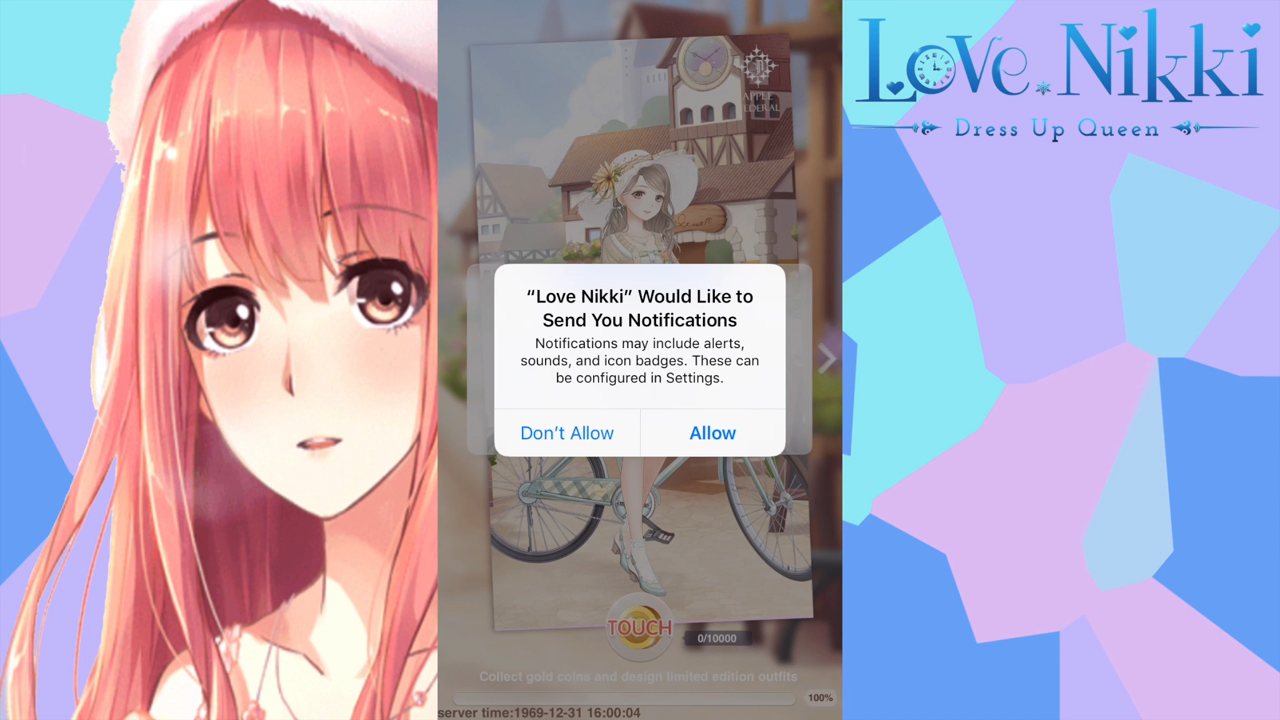 Love Nikki
Dress Up Queen
APPLE
FEDERAL
“Love Nikki” Would Like to
Send You Notifications
Notifications may include alerts,
sounds, and icon badges. These can
be configured in Settings.
Don’t Allow
Allow
TOUCH
0/10000
Collect gold coins and design limited edition outfits
100%
server time:1969-12-31 16:00:04